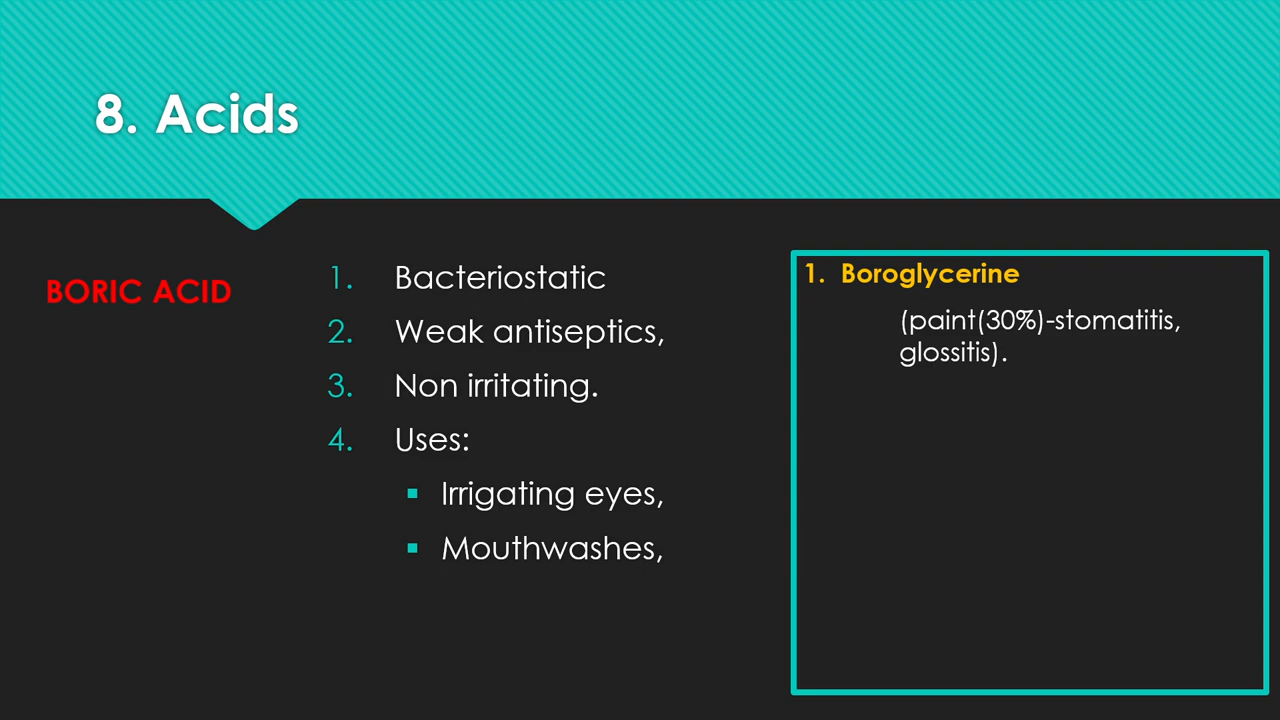 8. Acids
BORIC ACID
1. Bacteriostatic
2. Weak antiseptics,
3. Non irritating.
4. Uses:
▪ Irrigating eyes,
▪ Mouthwashes,
1. Boroglycerine
(paint(30%)-stomatitis,
glossitis).